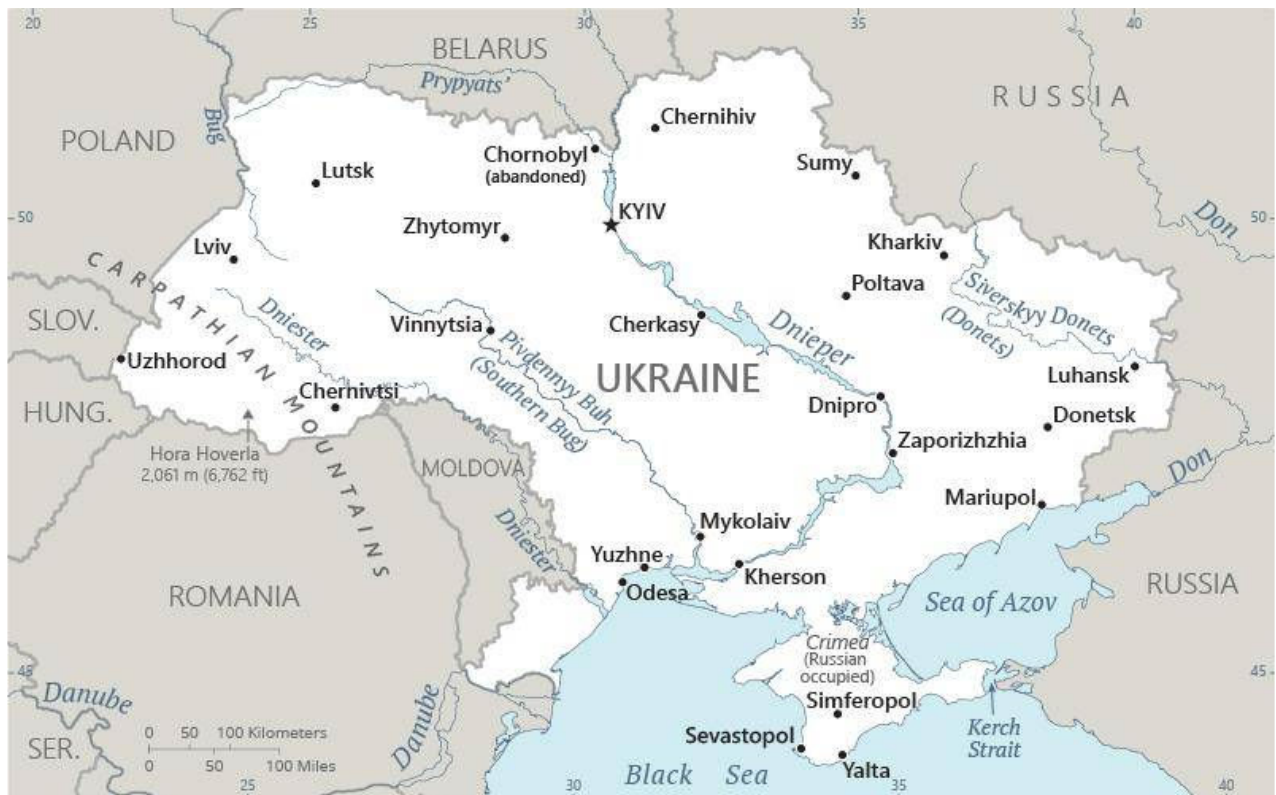 20
25
30
35
40
BELARUS
Prypyats'
RUSSIA
Bug
POLAND
Chernihiv
Chornobyl
(abandoned)
Sumy
Lutsk
50
KYIV
Don
50
Zhytomyr
Lviv
Kharkiv
CARPATHIAN MOUNTAINS
Poltava
Siverskyy Donets
(Donets)
SLOV.
Dniester
Vinnytsia
Cherkasy
Dnieper
Pivdennyy Buh
(Southern Bug)
Uzhhorod
UKRAINE
Luhansk
Chernivtsi
HUNG.
Dnipro
Donetsk
Zaporizhzhia
Hora Hoverla
2,061 m (6,762 ft)
MOLDOVA
Don
Mariupol
Mykolaiv
Dniester
Yuzhne
Kherson
Odesa
ROMANIA
RUSSIA
Sea of Azov
Crimea
(Russian
occupied)
45
45
Danube
Danube
Simferopol
0 50 100 Kilometers
0 50 100 Miles
Sevastopol
Kerch
Strait
SER.
Yalta
Black Sea
25
30
35
40